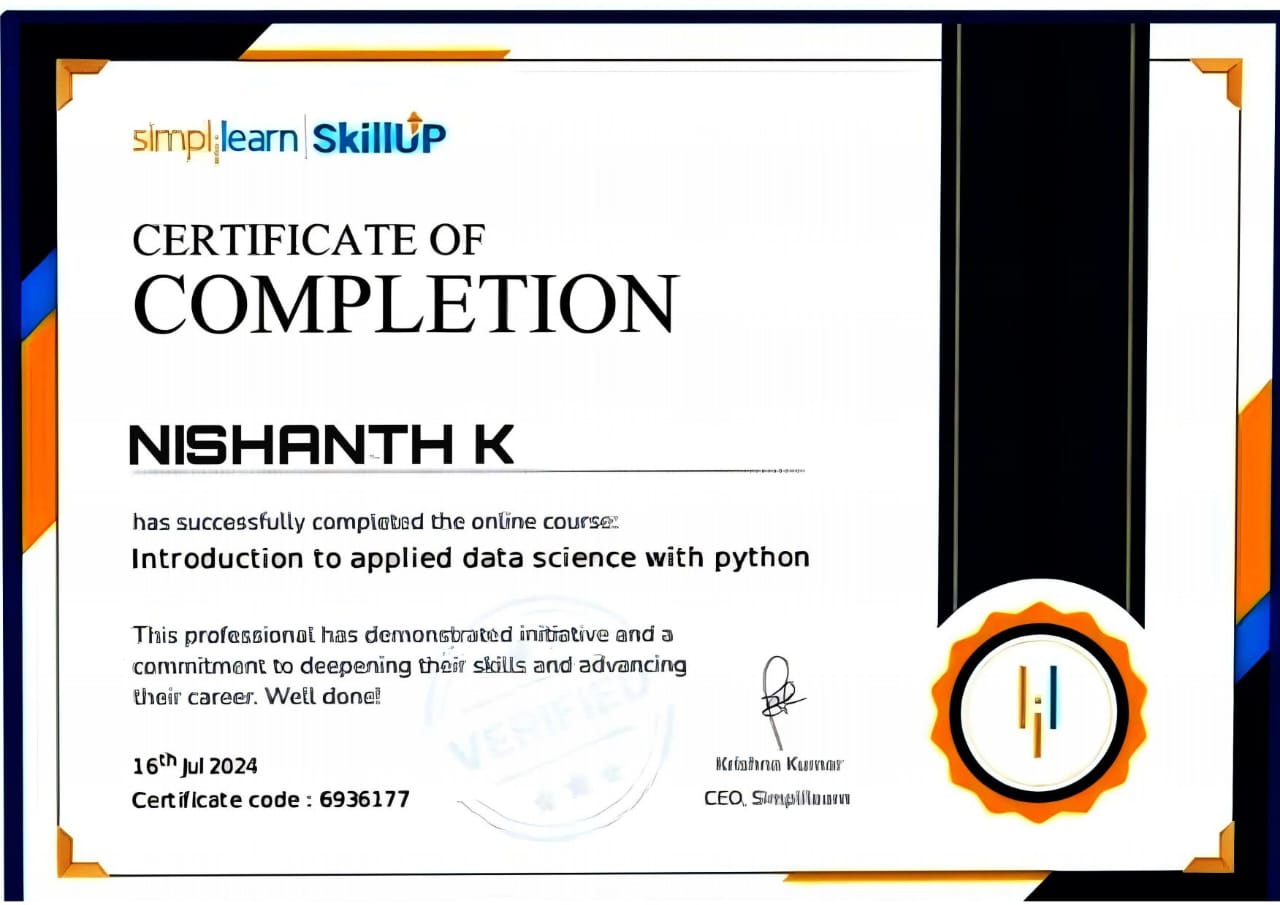 simplilearn | SkillUP
CERTIFICATE OF
COMPLETION
NISHANTH K
has successfully completed the online course:
Introduction to applied data science with python
This professional has demonstrated initiative and a
commitment to deepening their skills and advancing
their career. Well done!
VERIFIED
16th Jul 2024
Certificate code : 6936177
Krishna Kumar
CEO, Simplilearn